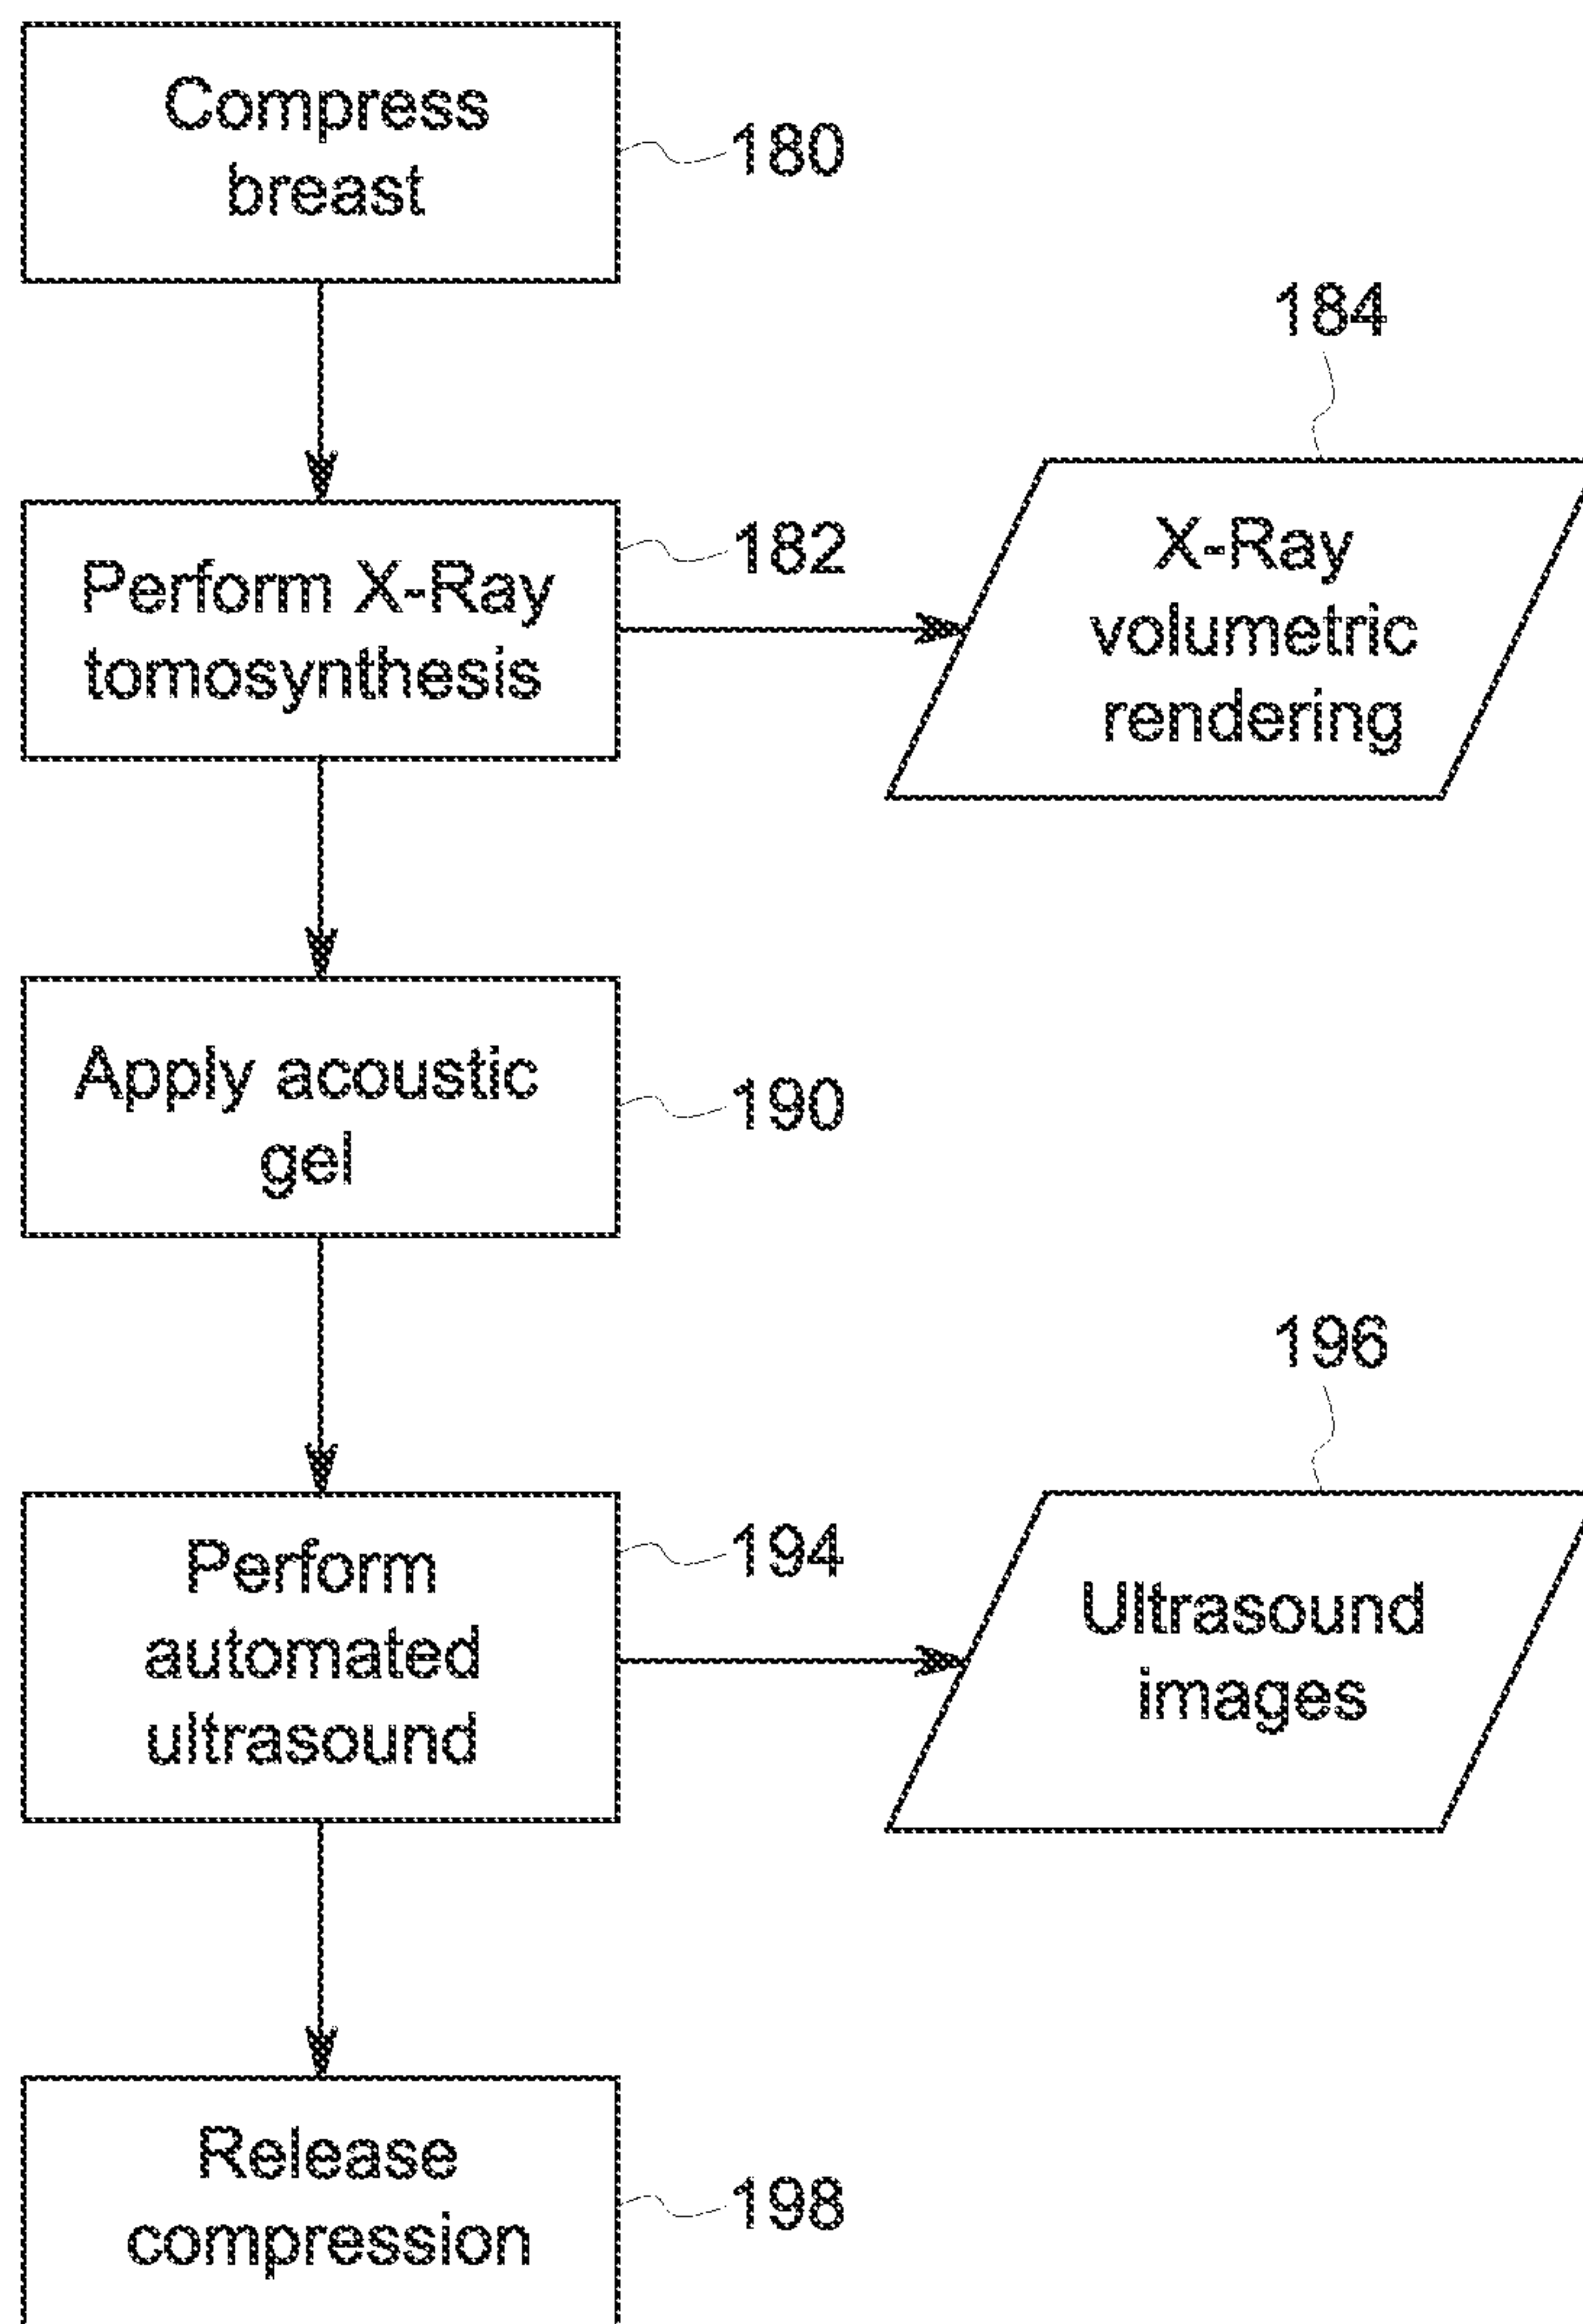 Compress
breast
180
184
Perform X-Ray
tomosynthesis
182
X-Ray
volumetric
rendering
Apply acoustic
gel
190
196
Perform
automated
ultrasound
194
Ultrasound
images
Release
compression
198